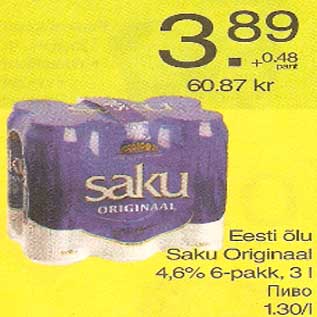 3.89
+0.48
pant
60.87 kr
saku
ORIGINAAL
Eesti õlu
Saku Originaal
4,6% 6-pakk, 3 l
Пиво
1.30/l